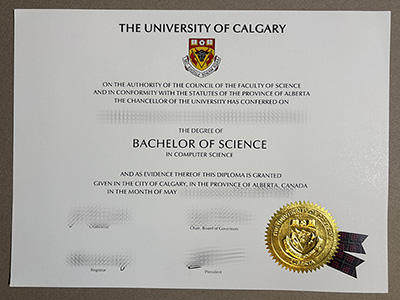 THE UNIVERSITY OF CALGARY
ON THE AUTHORITY OF THE COUNCIL OF THE FACULTY OF SCIENCE
AND IN CONFORMITY WITH THE STATUTES OF THE PROVINCE OF ALBERTA
THE CHANCELLOR OF THE UNIVERSITY HAS CONFERRED ON
THE DEGREE OF
BACHELOR OF SCIENCE
IN COMPUTER SCIENCE
AND AS EVIDENCE THEREOF THIS DIPLOMA IS GRANTED
GIVEN IN THE CITY OF CALGARY, IN THE PROVINCE OF ALBERTA, CANADA
IN THE MONTH OF MAY
Chancellor
Chair, Board of Governors
Registrar
President